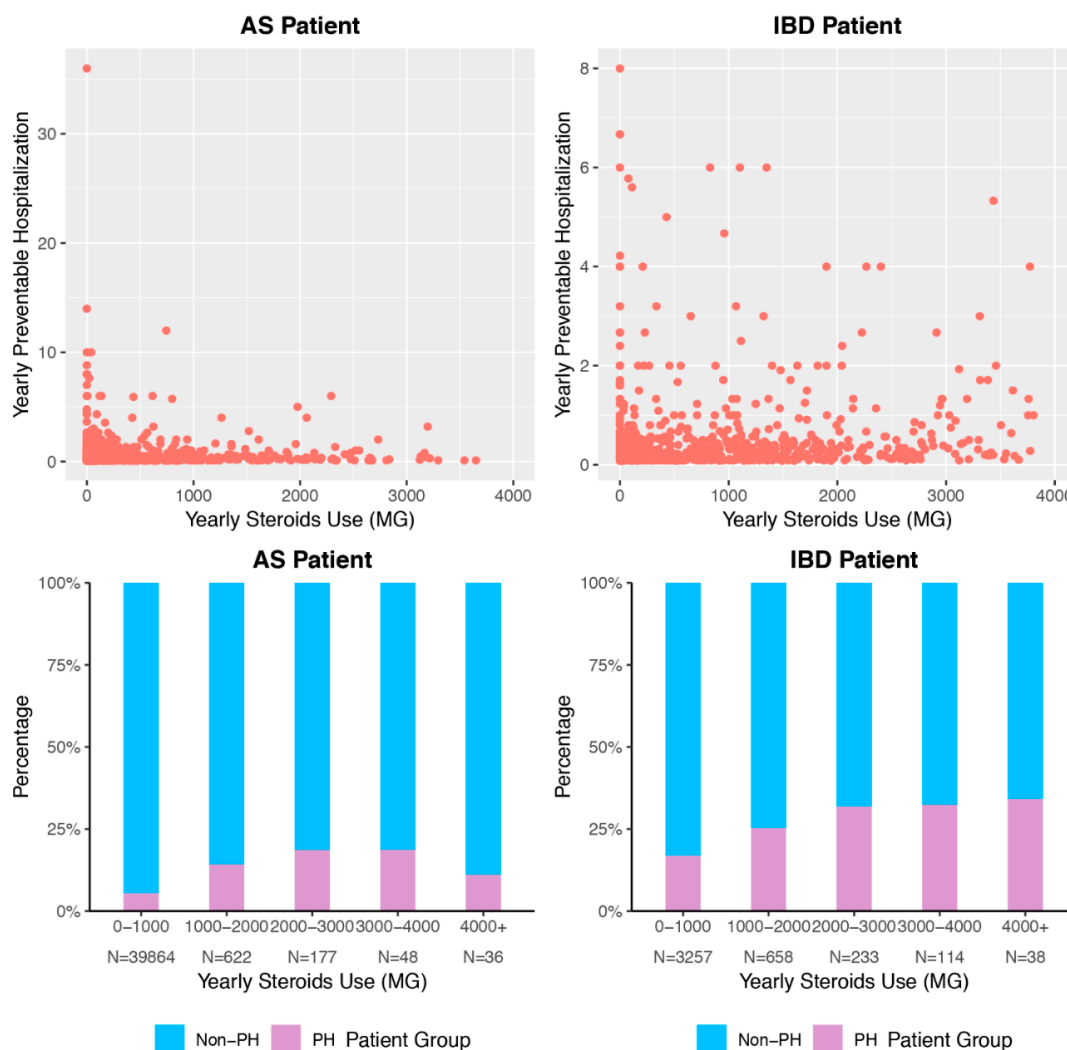 AS Patient
IBD Patient
Yearly Preventable Hospitalization
30
20
10
0
0 1000 2000 3000 4000
Yearly Steroids Use (MG)
Yearly Preventable Hospitalization
8
6
4
2
0
0 1000 2000 3000 4000
Yearly Steroids Use (MG)
AS Patient
IBD Patient
Percentage
100%
75%
50%
25%
0%
0−1000 1000−2000 2000−3000 3000−4000 4000+
N=39864 N=622 N=177 N=48 N=36
Yearly Steroids Use (MG)
Non−PH PH Patient Group
Percentage
100%
75%
50%
25%
0%
0−1000 1000−2000 2000−3000 3000−4000 4000+
N=3257 N=658 N=233 N=114 N=38
Yearly Steroids Use (MG)
Non−PH PH Patient Group